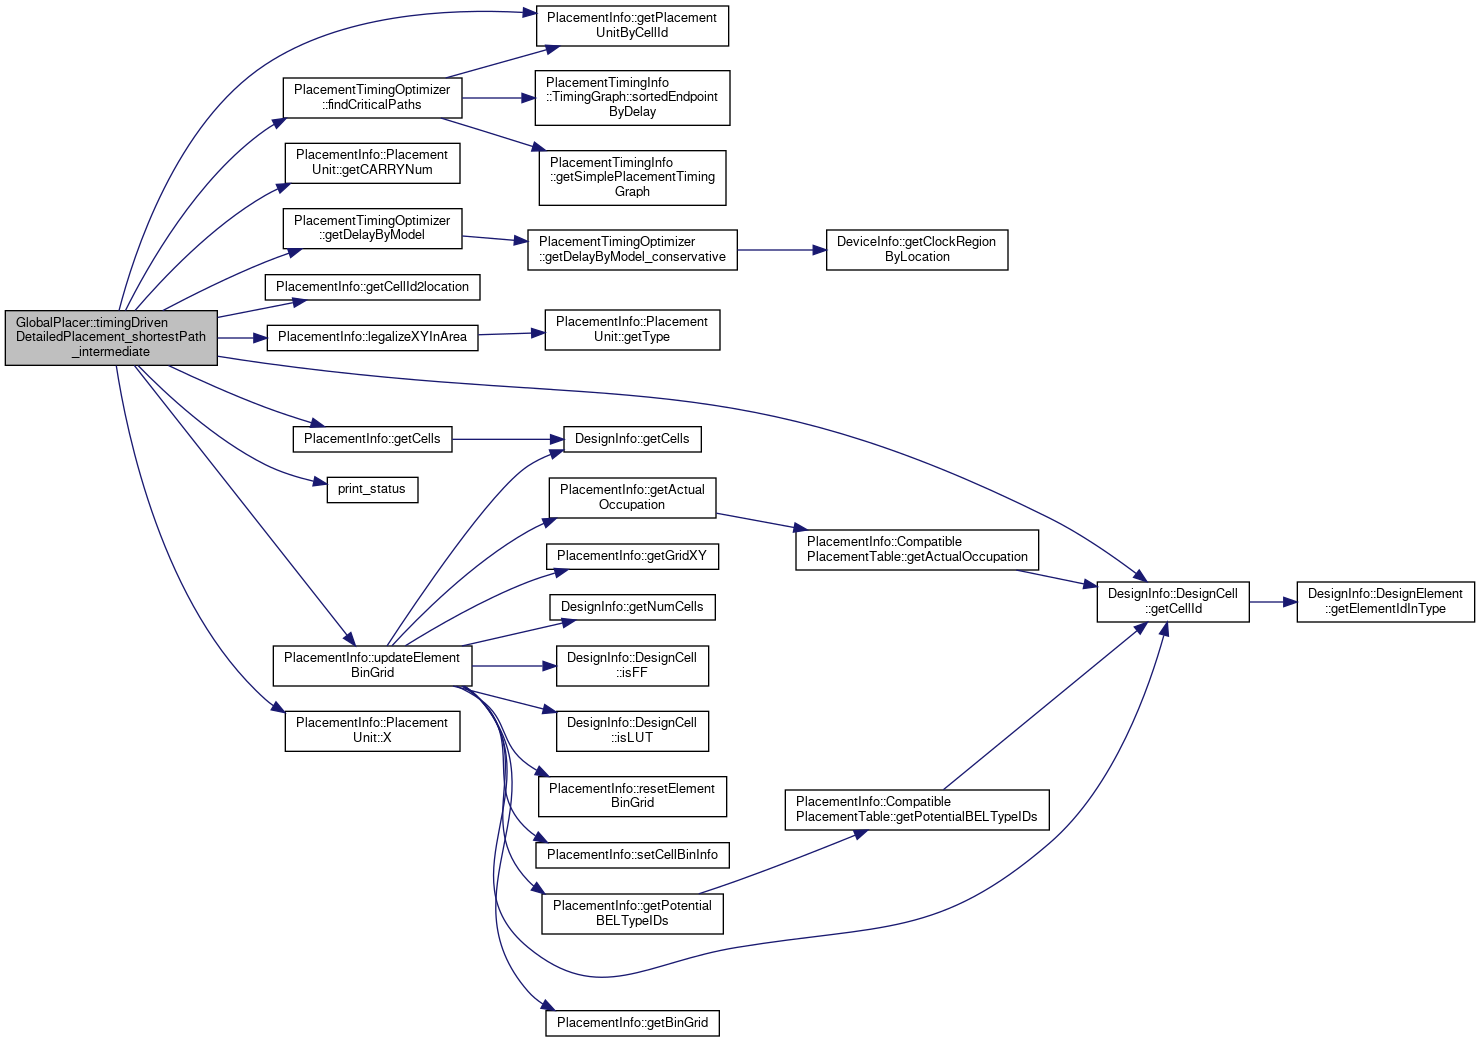 GlobalPlacer::timingDriven
DetailedPlacement_shortestPath
_intermediate
PlacementInfo::getPlacement
UnitByCellId
PlacementTimingOptimizer
::findCriticalPaths
PlacementTimingInfo
::TimingGraph::sortedEndpoint
ByDelay
PlacementTimingInfo
::getSimplePlacementTiming
Graph
PlacementInfo::Placement
Unit::getCARRYNum
PlacementTimingOptimizer
::getDelayByModel
PlacementTimingOptimizer
::getDelayByModel_conservative
DeviceInfo::getClockRegion
ByLocation
PlacementInfo::getCellId2location
PlacementInfo::legalizeXYInArea
PlacementInfo::Placement
Unit::getType
PlacementInfo::getCells
DesignInfo::getCells
print_status
PlacementInfo::getActual
Occupation
PlacementInfo::Compatible
PlacementTable::getActualOccupation
PlacementInfo::getGridXY
DesignInfo::DesignCell
::getCellId
DesignInfo::DesignElement
::getElementIdInType
DesignInfo::getNumCells
PlacementInfo::updateElement
BinGrid
DesignInfo::DesignCell
::isFF
PlacementInfo::Placement
Unit::X
DesignInfo::DesignCell
::isLUT
PlacementInfo::resetElement
BinGrid
PlacementInfo::Compatible
PlacementTable::getPotentialBELTypeIDs
PlacementInfo::setCellBinInfo
PlacementInfo::getPotential
BELTypeIDs
PlacementInfo::getBinGrid